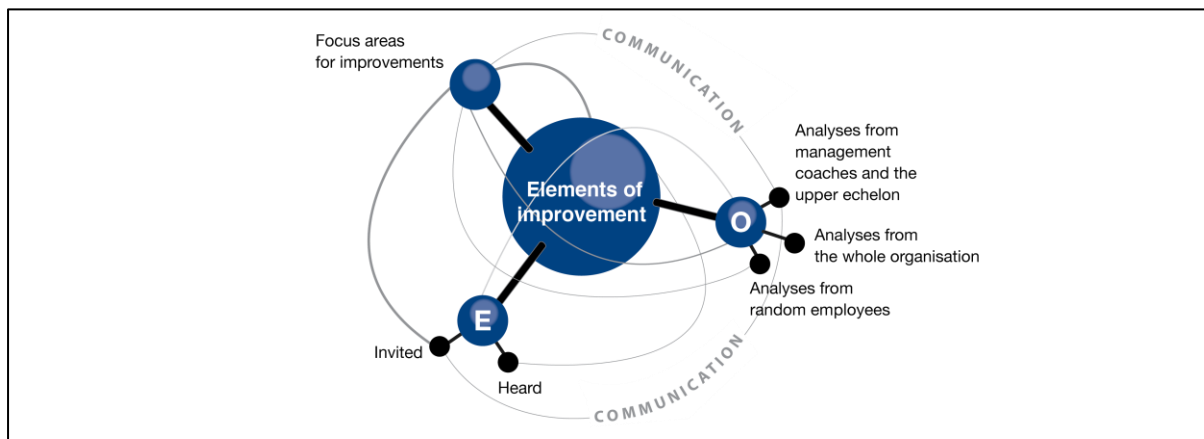 COMMUNICATION
Focus areas
for improvements
Analyses from
management
coaches and the
upper echelon
Elements of
improvement
O
Analyses from
the whole organisation
Analyses from
random employees
E
Invited
Heard
COMMUNICATION